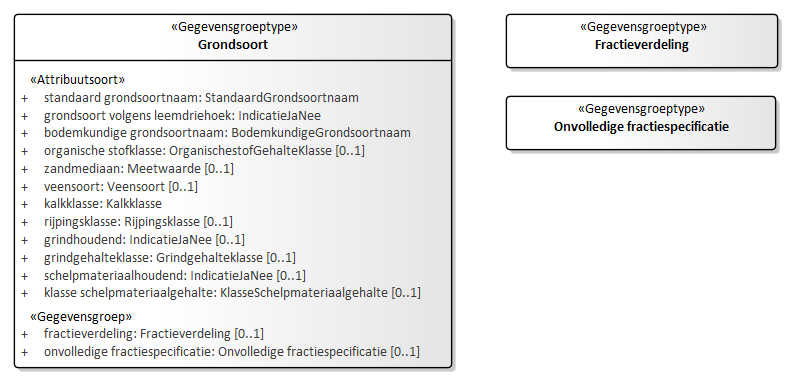 «Gegevensgroeptype»
Grondsoort
«Attribuutsoort»
+ standaard grondsoortnaam: StandaardGrondsoortnaam
+ grondsoort volgens leemdriehoek: IndicatieJaNee
+ bodemkundige grondsoortnaam: BodemkundigeGrondsoortnaam
+ organische stofklasse: OrganischestofGehalteKlasse [0..1]
+ zandmediaan: Meetwaarde [0..1]
+ veensoort: Veensoort [0..1]
+ kalkklasse: Kalkklasse
+ rijpingsklasse: Rijpingsklasse [0..1]
+ grindhoudend: IndicatieJaNee [0..1]
+ grindgehalteklasse: Grindgehalteklasse [0..1]
+ schelpmateriaalhoudend: IndicatieJaNee [0..1]
+ klasse schelpmateriaalgehalte: KlasseSchelpmateriaalgehalte [0..1]
«Gegevensgroep»
+ fractieverdeling: Fractieverdeling [0..1]
+ onvolledige fractiespecificatie: Onvolledige fractiespecificatie [0..1]
«Gegevensgroeptype»
Fractieverdeling
«Gegevensgroeptype»
Onvolledige fractiespecificatie